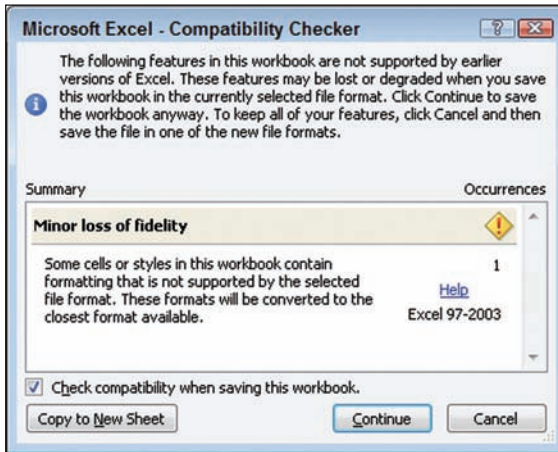 Microsoft Excel - Compatibility Checker
The following features in this workbook are not supported by earlier
versions of Excel. These features may be lost or degraded when you save
this workbook in the currently selected file format. Click Continue to save
the workbook anyway. To keep all of your features, click Cancel and then
save the file in one of the new file formats.
Summary Occurrences
Minor loss of fidelity
Some cells or styles in this workbook contain 1
formatting that is not supported by the selected
file format. These formats will be converted to the Help
closest format available. Excel 97-2003
Check compatibility when saving this workbook.
Copy to New Sheet Continue Cancel